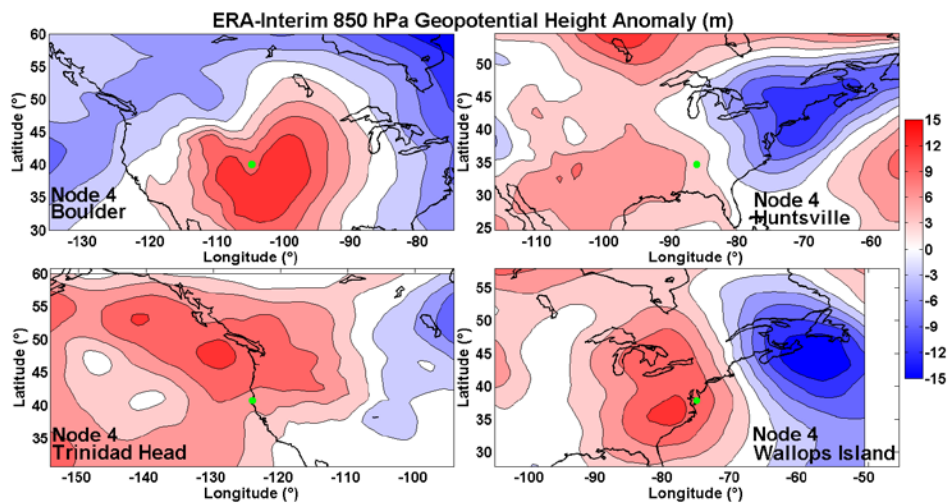 ERA-Interim 850 hPa Geopotential Height Anomaly (m)
60
55
50
45
40
35
30
Latitude (°)
Node 4
Boulder
-130 -120 -110 -100 -90 -80
Longitude (°)
50
45
40
35
30
25
Latitude (°)
Node 4
Huntsville
-110 -100 -90 -80 -70 -60
Longitude (°)
60
55
50
45
40
35
Latitude (°)
Node 4
Trinidad Head
-150 -140 -130 -120 -110 -100
Longitude (°)
55
50
45
40
35
30
Latitude (°)
Node 4
Wallops Island
-100 -90 -80 -70 -60 -50
Longitude (°)
15
12
9
6
3
0
-3
-6
-9
-12
-15